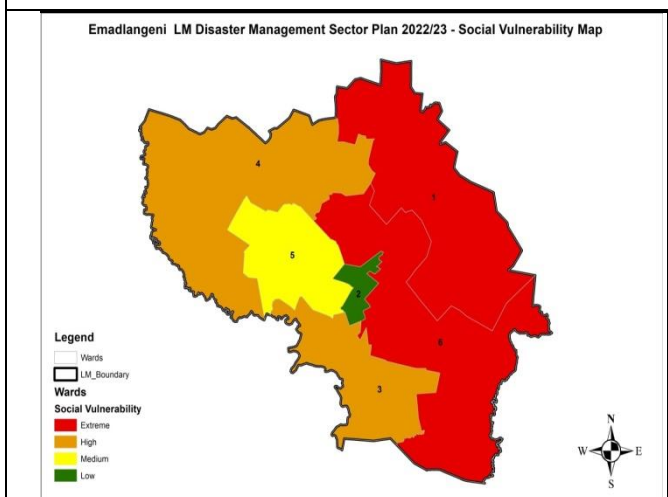 Emadlangeni LM Disaster Management Sector Plan 2022/23 - Social Vulnerability Map
4
1
5
2
6
3
Legend
Wards
LM_Boundary
Wards
Social Vulnerability
Extreme
High
Medium
Low
N
W E
S